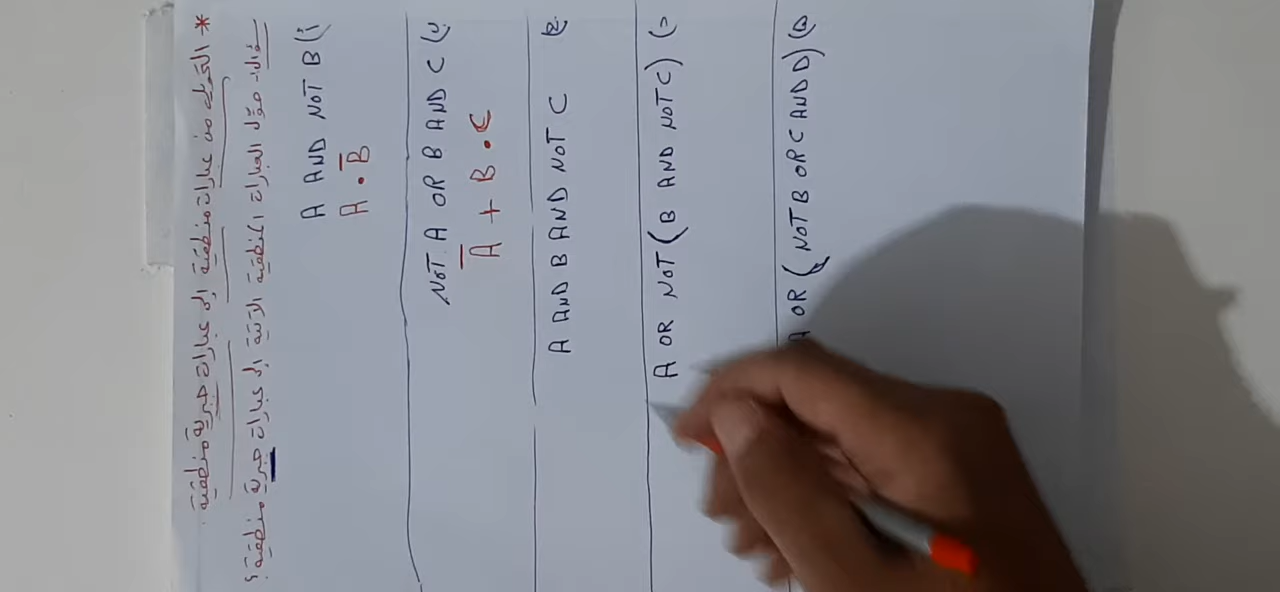 * التحويل من عبارات منطقية إلى عبارات جبرية منطقية.
سؤال:- حوّل العبارات المنطقية الآتية إلى عبارات جبرية منطقية؟
أ) A AND NOT B
A . B̅
ب) NOT A OR B AND C
A̅ + B . C
ج) A AND B AND NOT C
د) A OR NOT (B AND NOT C)
ه) A OR (NOT B OR C AND D)